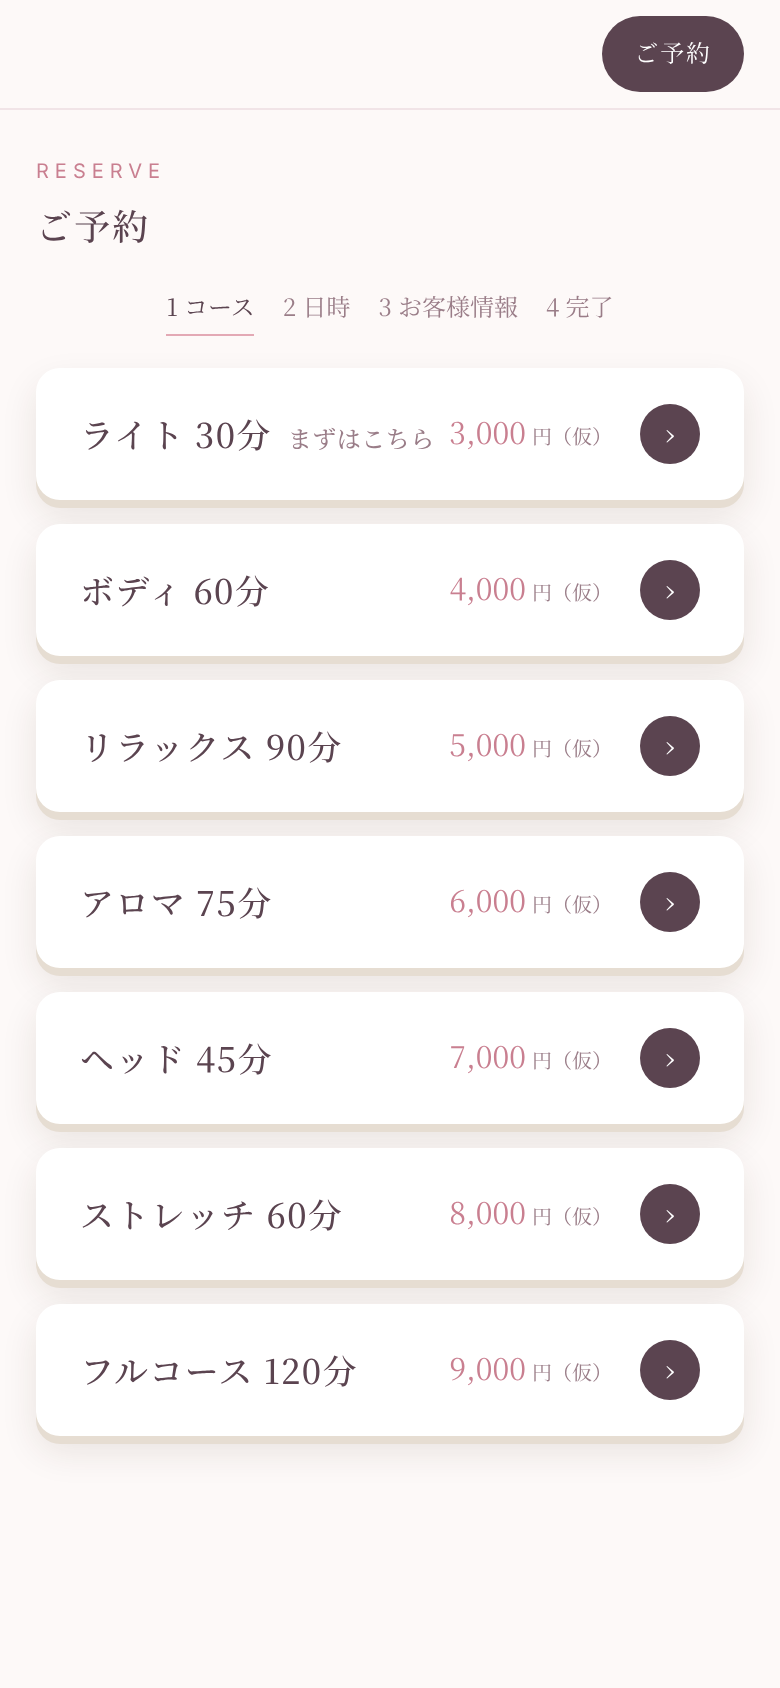 ご予約
RESERVE
ご予約
1 コース 2 日時 3 お客様情報 4 完了
ライト 30分 まずはこちら 3,000 円（仮） ›
ボディ 60分 4,000 円（仮） ›
リラックス 90分 5,000 円（仮） ›
アロマ 75分 6,000 円（仮） ›
ヘッド 45分 7,000 円（仮） ›
ストレッチ 60分 8,000 円（仮） ›
フルコース 120分 9,000 円（仮） ›